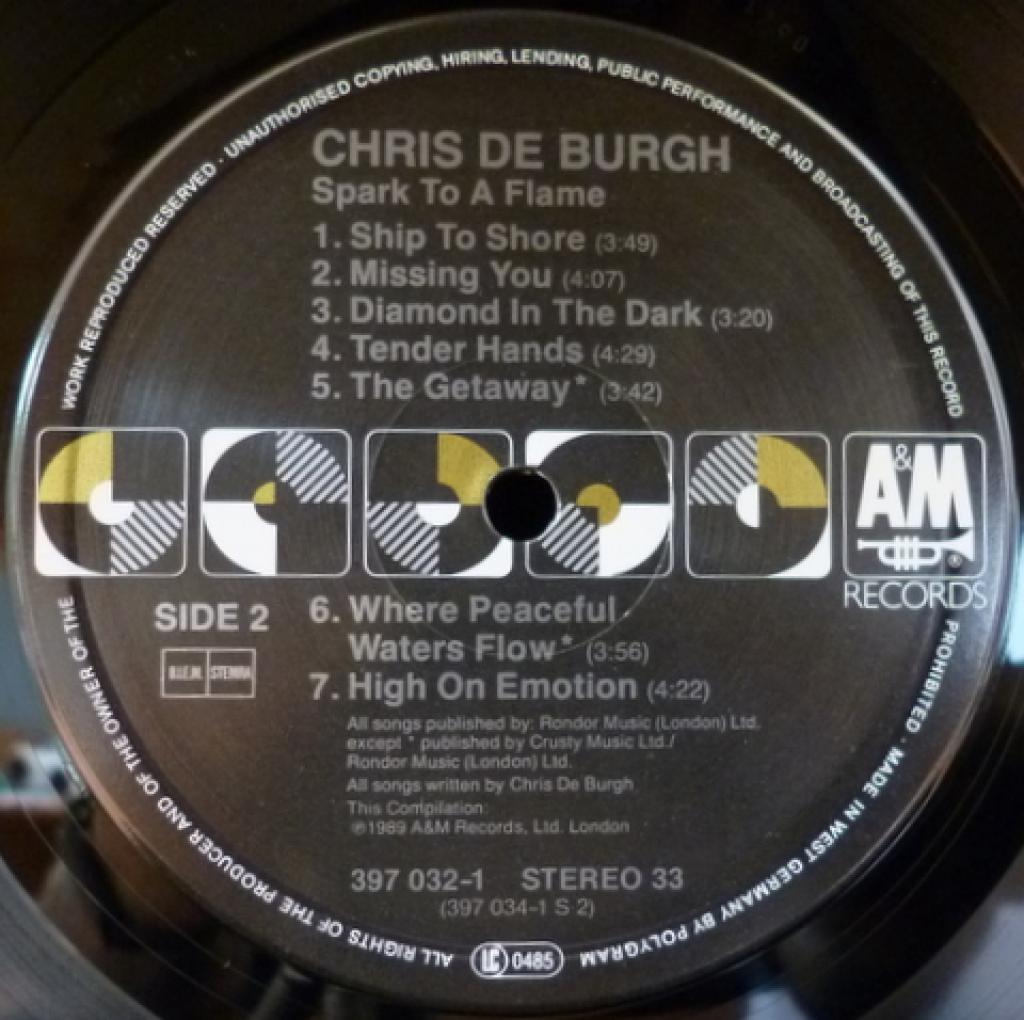 WORK REPRODUCED RESERVED · UNAUTHORISED COPYING, HIRING, LENDING, PUBLIC PERFORMANCE AND BROADCASTING OF THIS RECORD
CHRIS DE BURGH
Spark To A Flame
1. Ship To Shore (3:49)
2. Missing You (4:07)
3. Diamond In The Dark (3:20)
4. Tender Hands (4:29)
5. The Getaway* (3:42)
A&M
®
RECORDS
SIDE 2
B.I.E.M. STEMRA
6. Where Peaceful
Waters Flow* (3:56)
7. High On Emotion (4:22)
All songs published by: Rondor Music (London) Ltd.
except * published by Crusty Music Ltd./
Rondor Music (London) Ltd.
All songs written by Chris De Burgh
This Compilation:
℗1989 A&M Records, Ltd. London
397 032-1 STEREO 33
(397 034-1 S 2)
PROHIBITED · MADE IN WEST GERMANY BY POLYGRAM
LC 0485
ALL RIGHTS OF THE PRODUCER AND OF THE OWNER OF THE